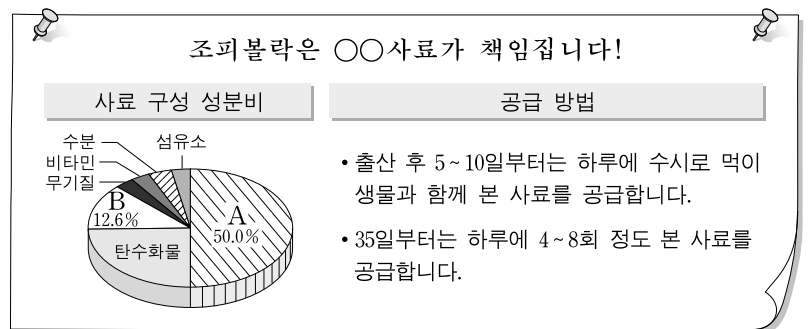 조피볼락은 ○○사료가 책임집니다!
사료 구성 성분비
공급 방법
수분
섬유소
비타민
무기질
B
12.6%
A
50.0%
탄수화물
• 출산 후 5~10일부터는 하루에 수시로 먹이
생물과 함께 본 사료를 공급합니다.
• 35일부터는 하루에 4~8회 정도 본 사료를
공급합니다.